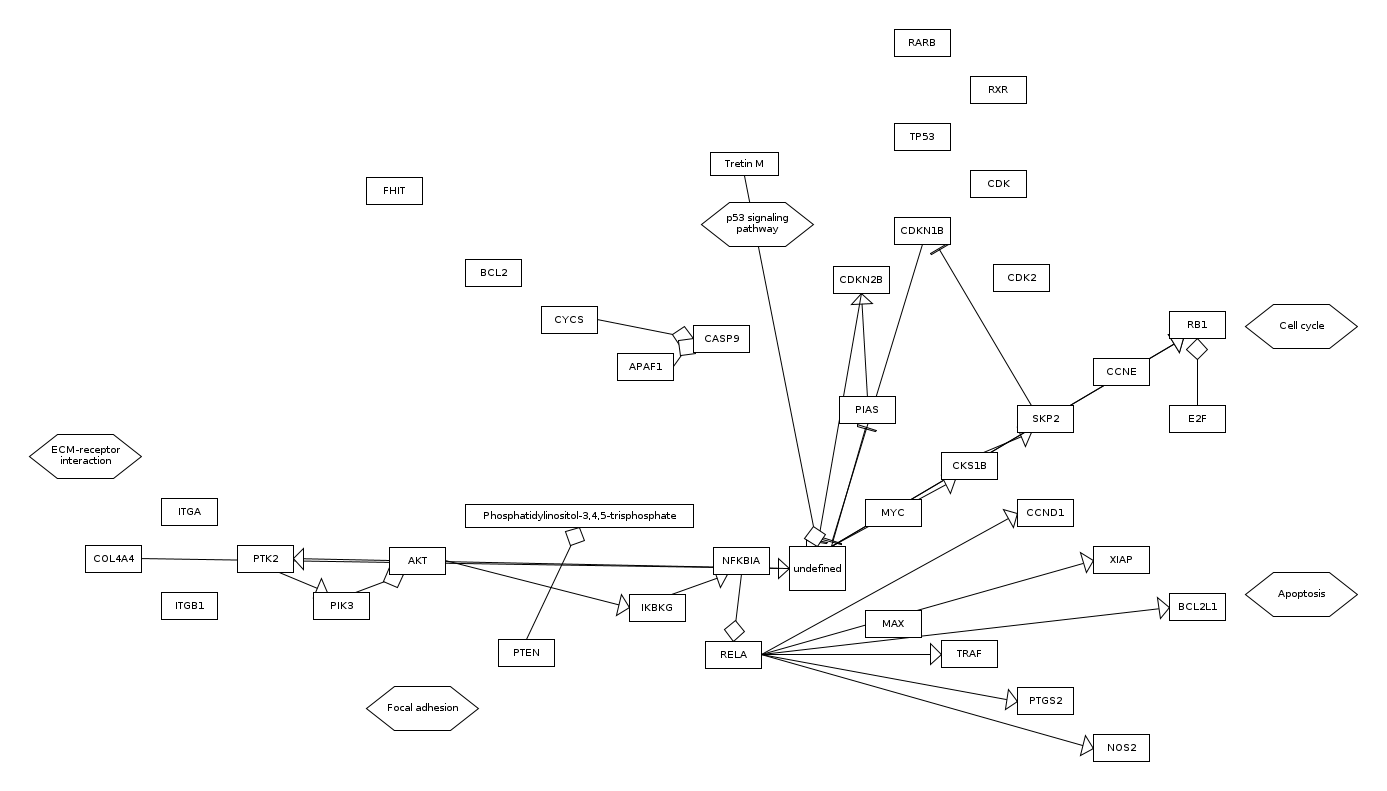 RARB
RXR
TP53
Tretin M
CDK
FHIT
p53 signaling
pathway
CDKN1B
BCL2
CDKN2B
CDK2
CYCS
CASP9
RB1
Cell cycle
APAF1
CCNE
PIAS
SKP2
E2F
ECM-receptor
interaction
CKS1B
ITGA
Phosphatidylinositol-3,4,5-trisphosphate
MYC
CCND1
COL4A4
PTK2
AKT
NFKBIA
undefined
XIAP
ITGB1
PIK3
IKBKG
BCL2L1
Apoptosis
MAX
PTEN
RELA
TRAF
Focal adhesion
PTGS2
NOS2